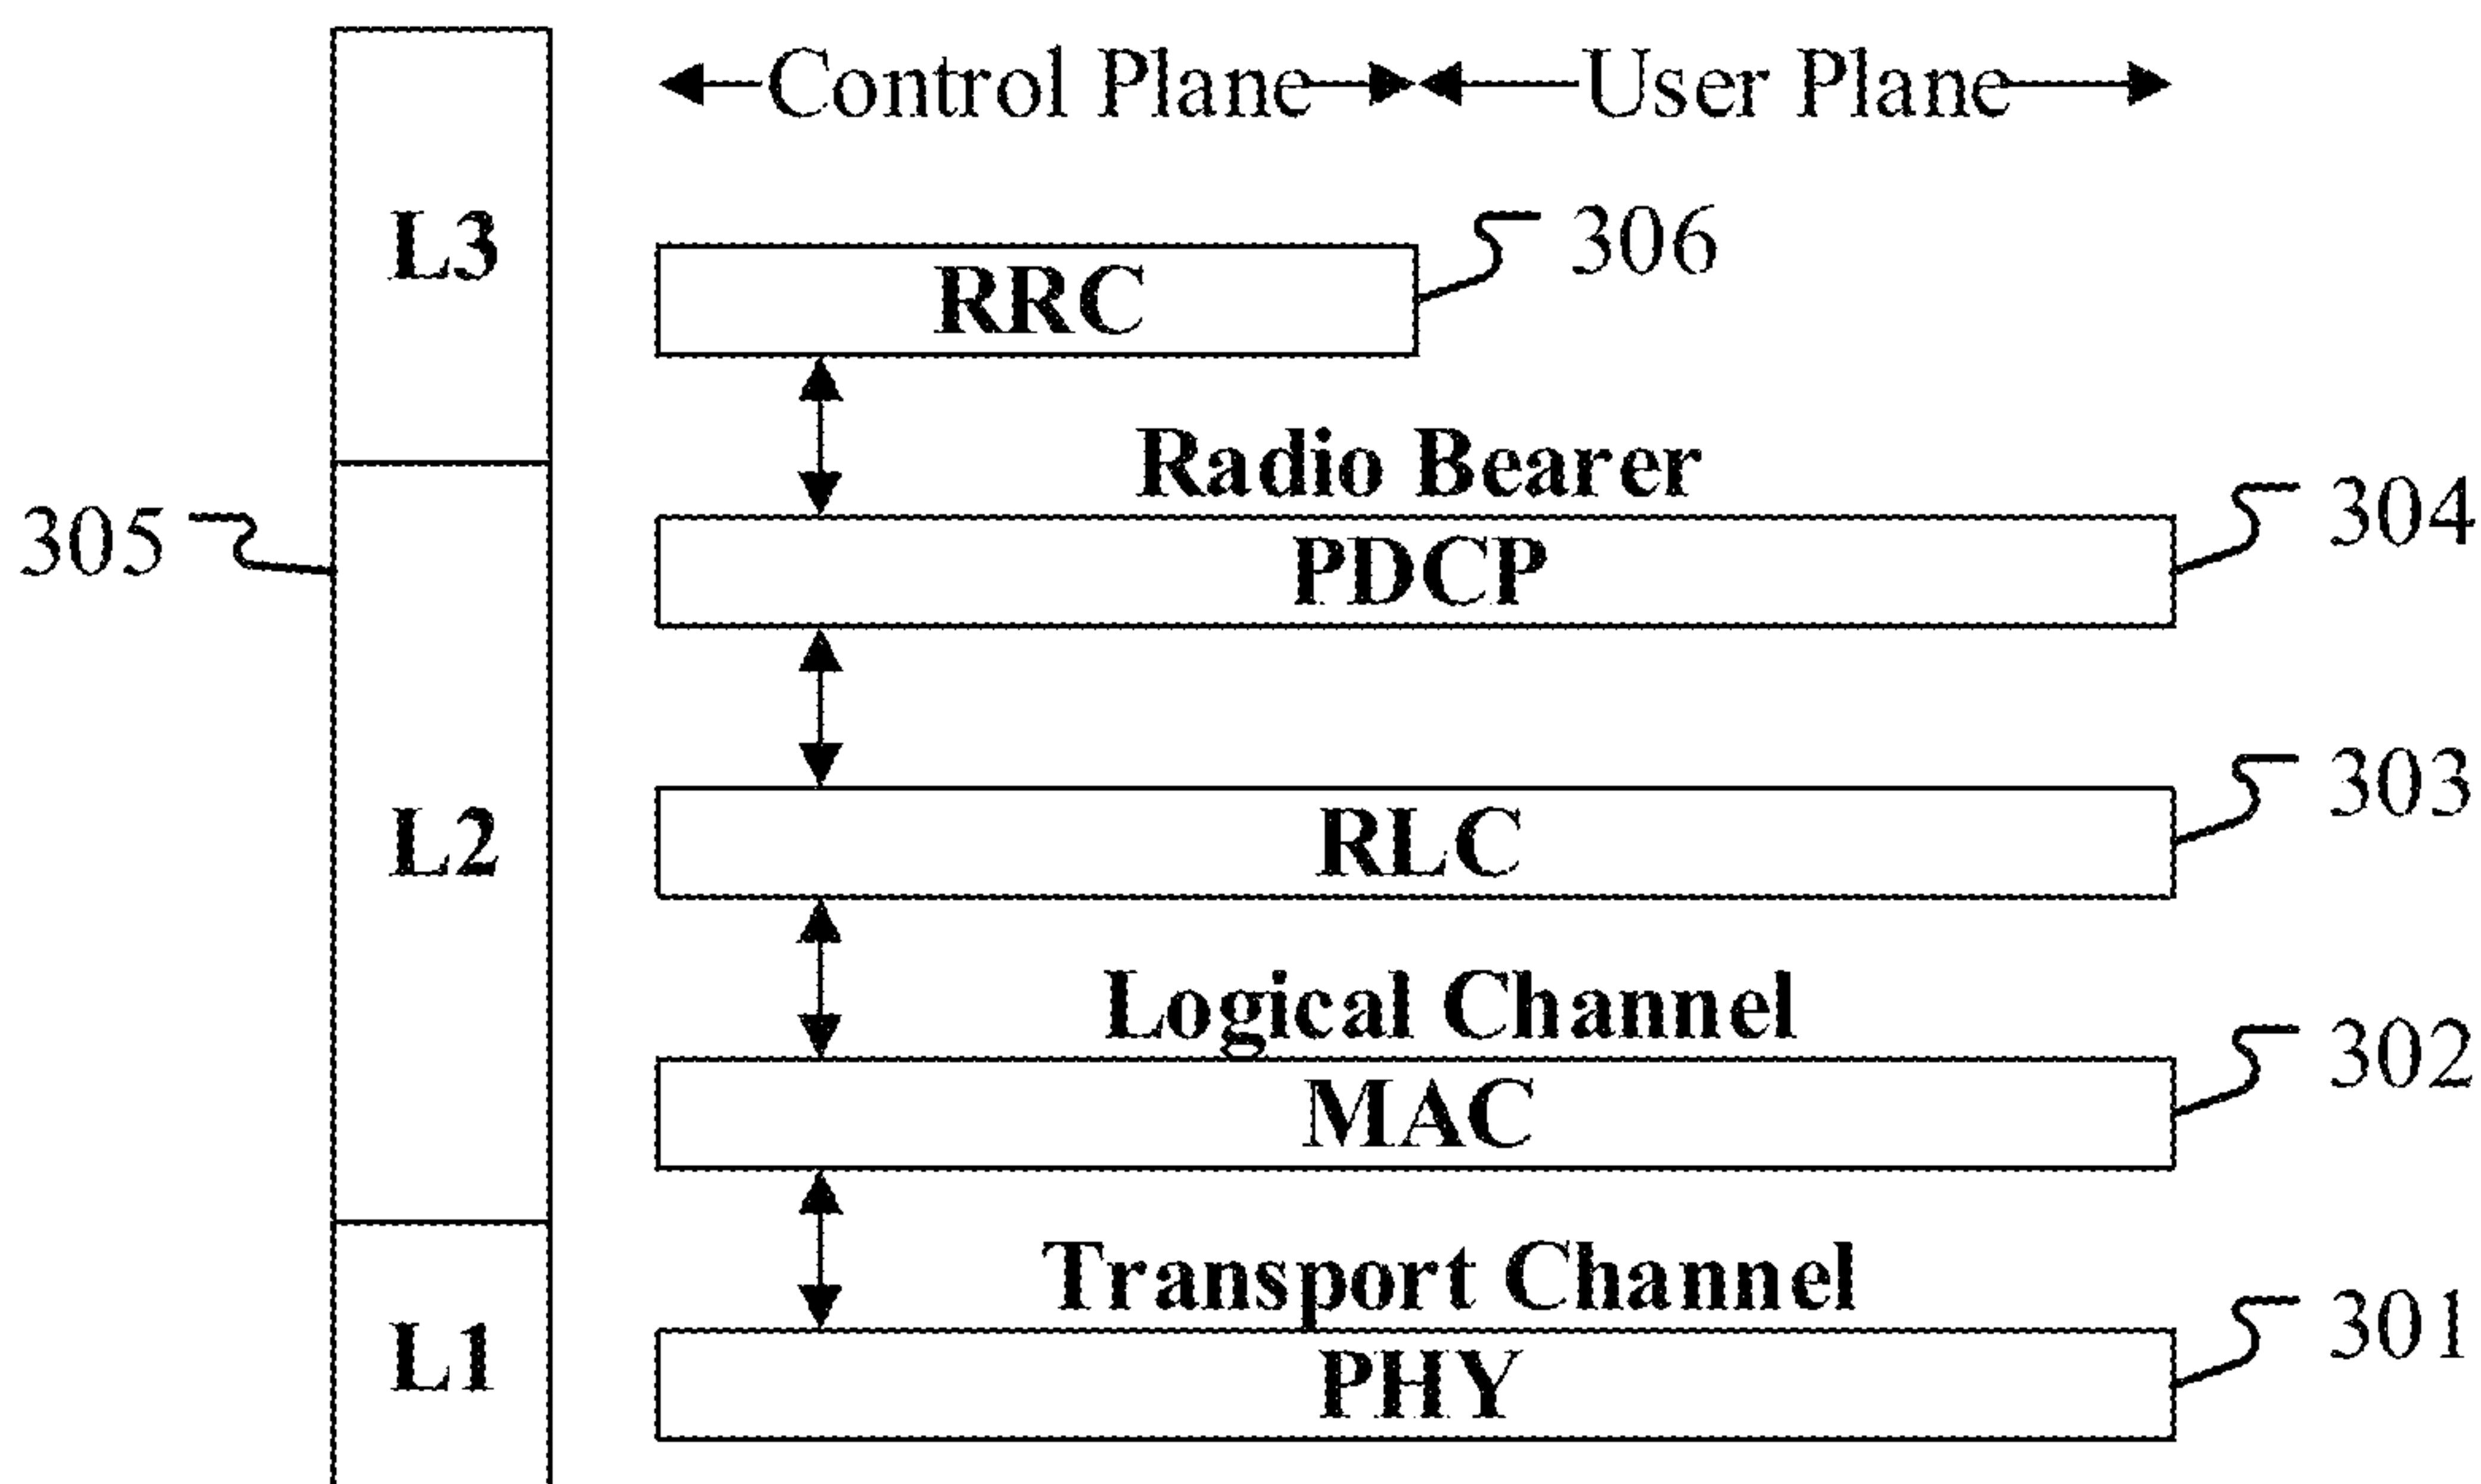 Control Plane User Plane
L3
306
RRC
Radio Bearer
305
304
PDCP
303
L2
RLC
Logical Channel
302
MAC
Transport Channel
301
L1
PHY